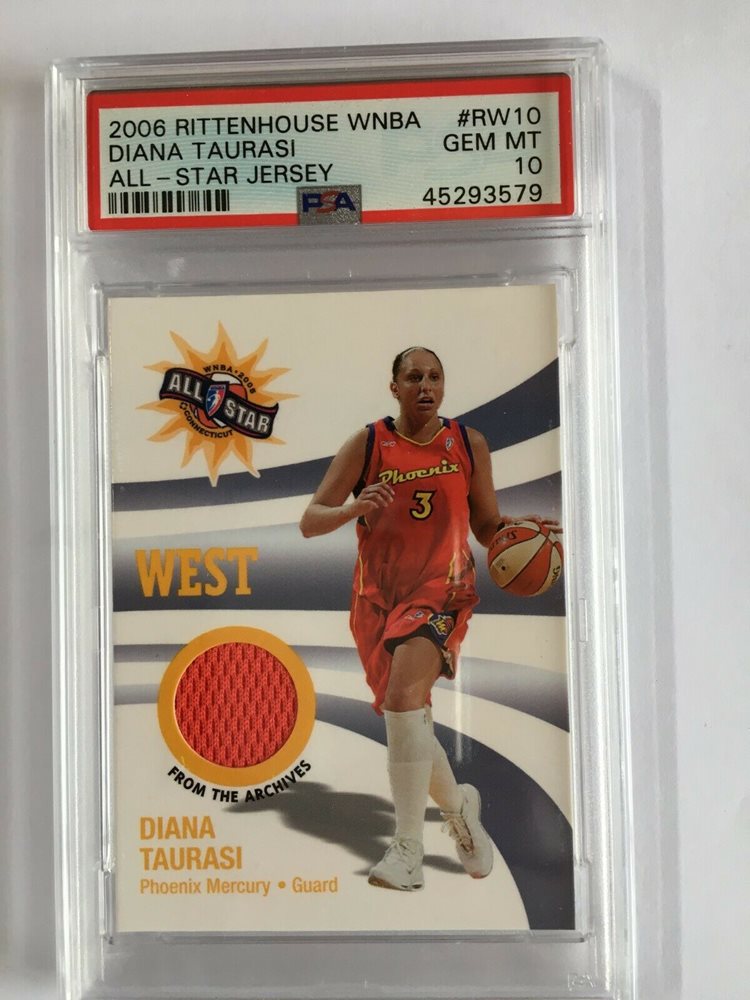 2006 RITTENHOUSE WNBA #RW10
DIANA TAURASI GEM MT
ALL - STAR JERSEY 10
PSA 45293579
WNBA • 2005
ALL STAR
CONNECTICUT
Phoenix
3
WEST
FROM THE ARCHIVES
DIANA
TAURASI
Phoenix Mercury • Guard